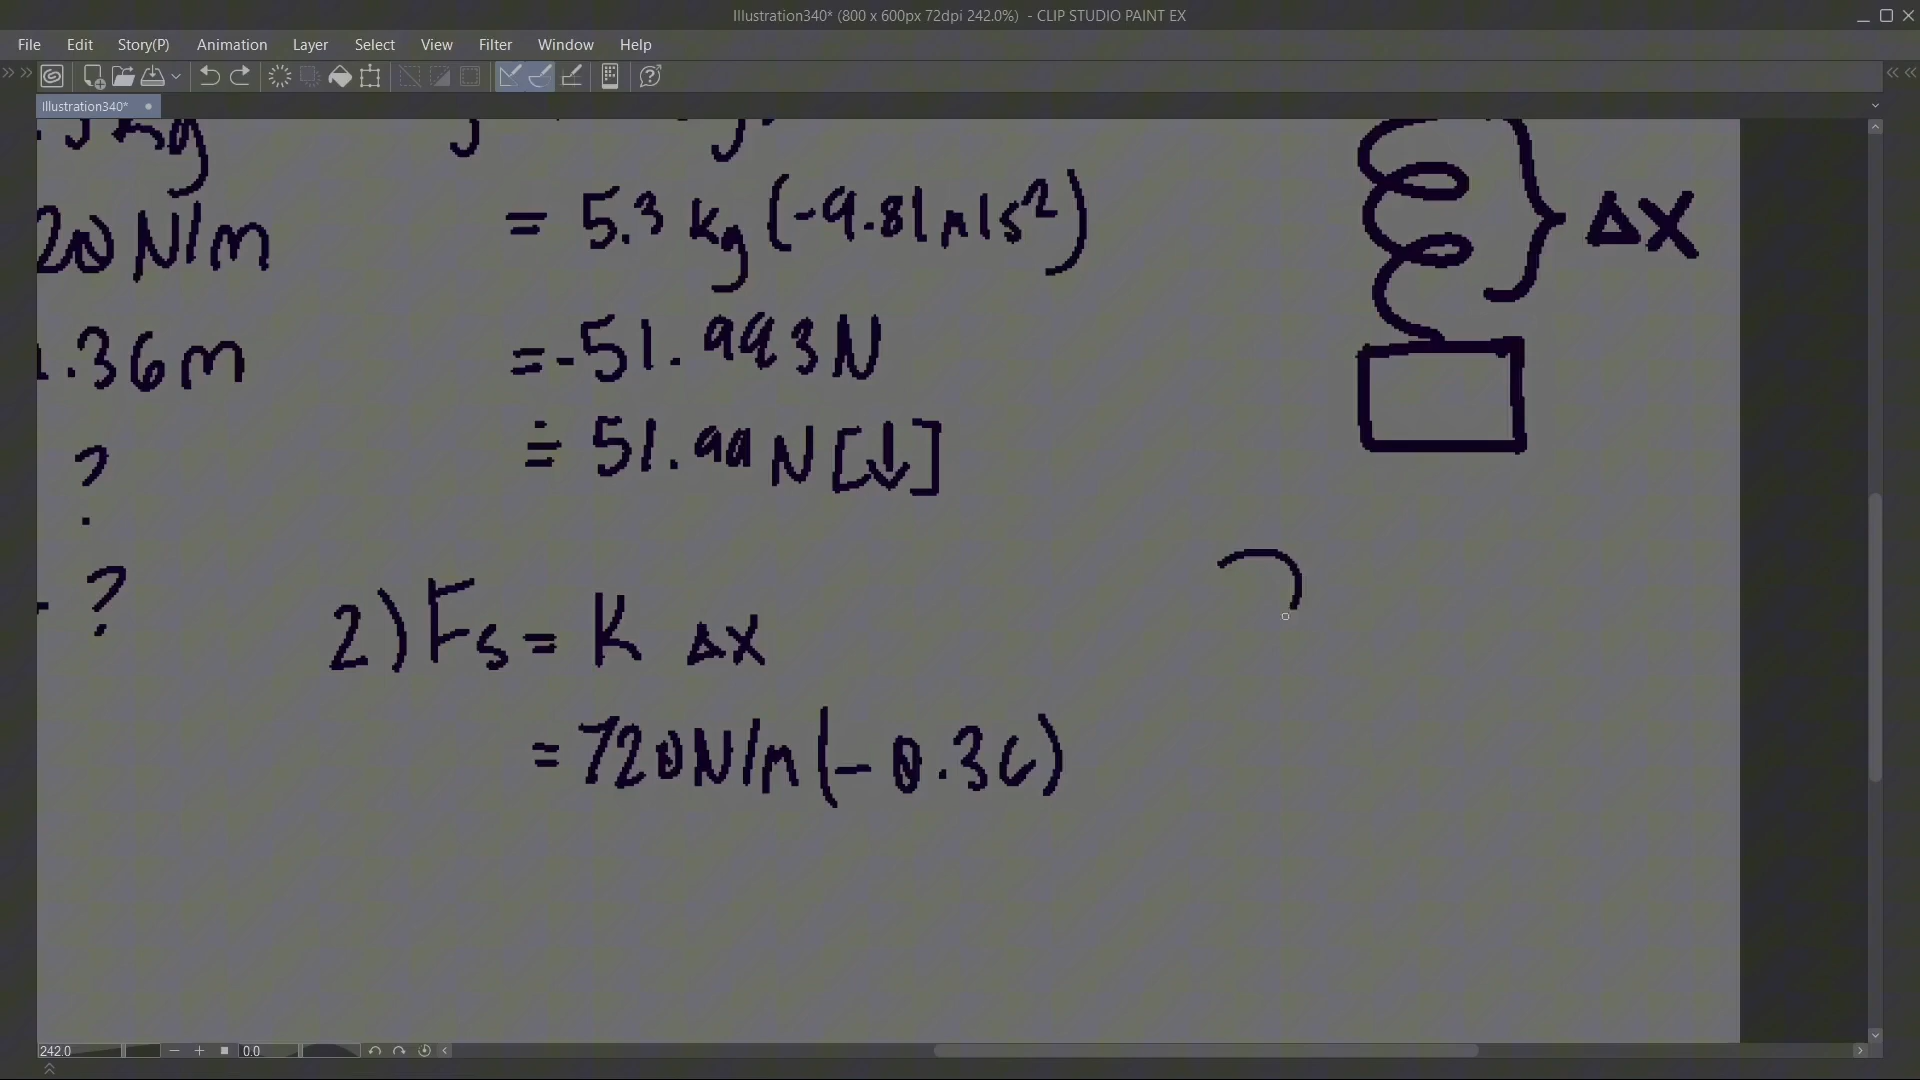 Illustration340* (800 x 600px 72dpi 242.0%) - CLIP STUDIO PAINT EX
File Edit Story(P) Animation Layer Select View Filter Window Help
Illustration340*
= 5.3 kg (-9.81 m/s²)
ΔX
20 N/m
= -51.993 N
.36 m
≐ 51.99 N [↓]
?
?
2) Fs = K ΔX
= 720 N/m (-0.36)
242.0 0.0